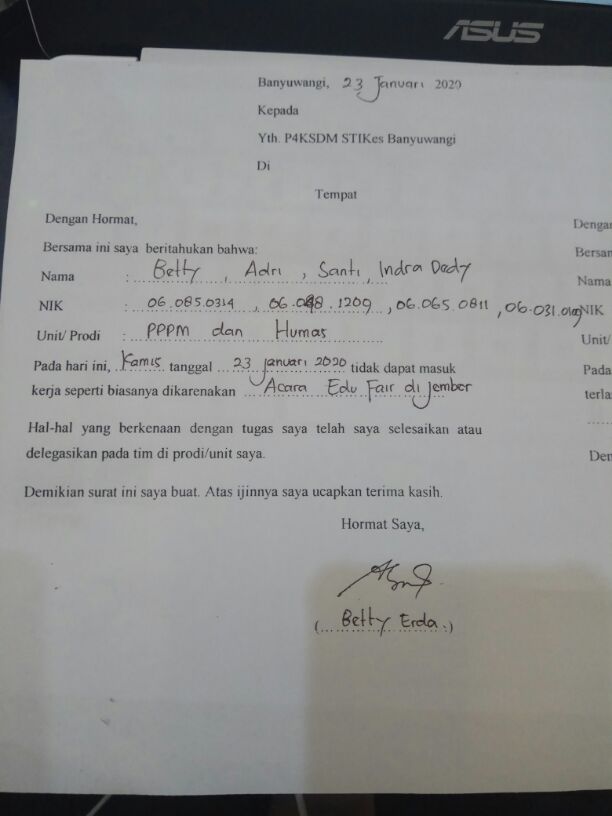 ASUS
Banyuwangi, 23 Januari 2020
Kepada
Yth. P4KSDM STIKes Banyuwangi
Di
Tempat
Dengan Hormat,
Bersama ini saya beritahukan bahwa:
Nama : Betty, Adri, Santi, Indra Dedy
NIK : 06.085.0314, 06.098.1209, 06.065.0811, 06.031.0109
Unit/ Prodi : PPPM dan Humas
Pada hari ini, Kamis tanggal 23 januari 2020 tidak dapat masuk
kerja seperti biasanya dikarenakan Acara Edu Fair di jember
Hal-hal yang berkenaan dengan tugas saya telah saya selesaikan atau
delegasikan pada tim di prodi/unit saya.
Demikian surat ini saya buat. Atas ijinnya saya ucapkan terima kasih.
Hormat Saya,
(Betty Erda.)
Dengan
Bersam
Nama
NIK
Unit/
Pada
terla
Den